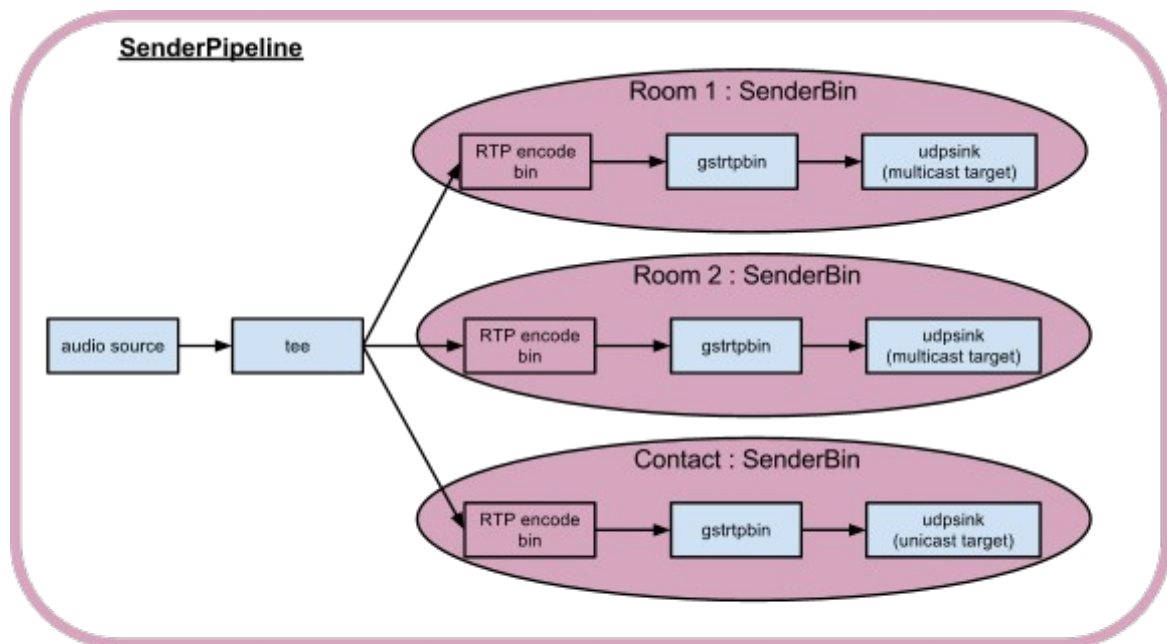 SenderPipeline
Room 1 : SenderBin
RTP encode
bin
gstrtpbin
udpsink
(multicast target)
Room 2 : SenderBin
audio source
tee
RTP encode
bin
gstrtpbin
udpsink
(multicast target)
Contact : SenderBin
RTP encode
bin
gstrtpbin
udpsink
(unicast target)